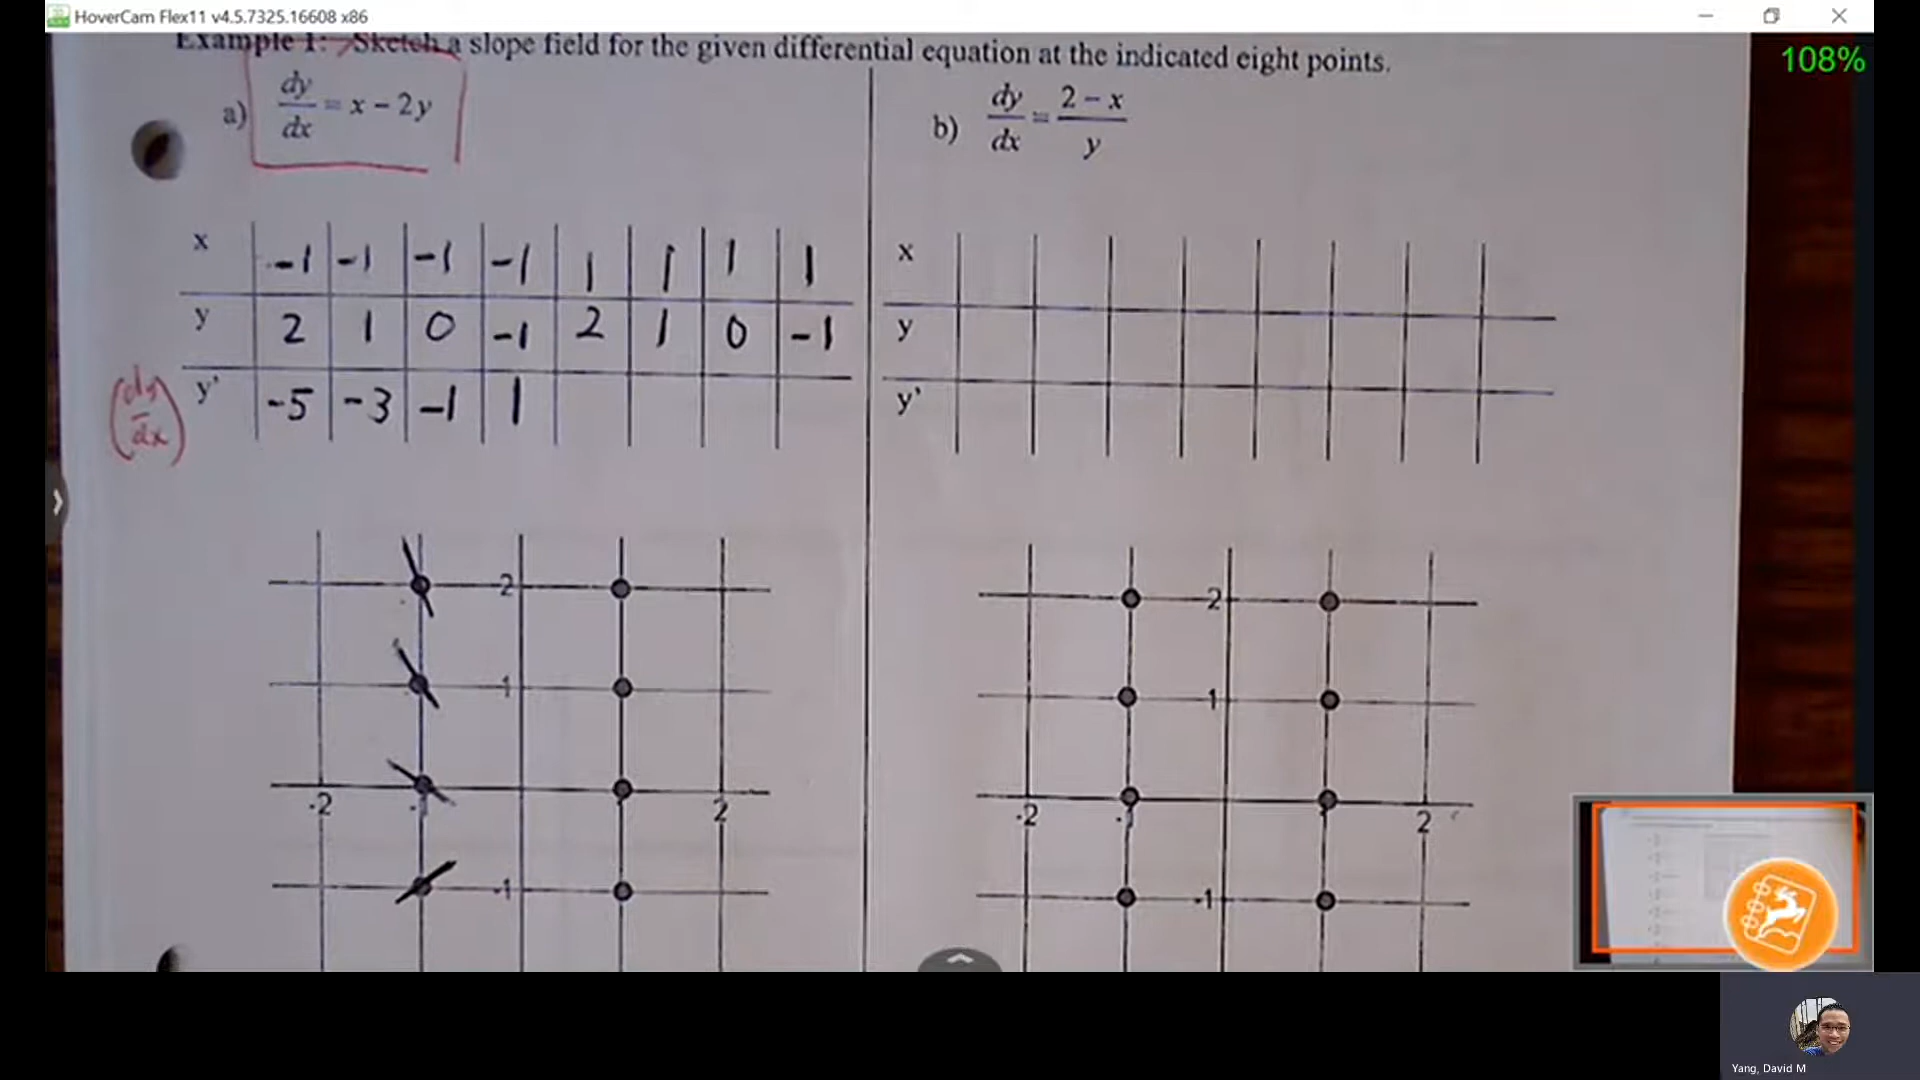 HoverCam Flex11 v4.5.7325.16608 x86
108%
Example 1: Sketch a slope field for the given differential equation at the indicated eight points.
a) dy/dx = x - 2y
b) dy/dx = (2 - x)/y
x -1 -1 -1 -1 1 1 1 1
y 2 1 0 -1 2 1 0 -1
(dy/dx) y' -5 -3 -1 1
x
y
y'
2
1
-2 -1 2
-1
2
1
-2 -1 2
-1
Yang, David M